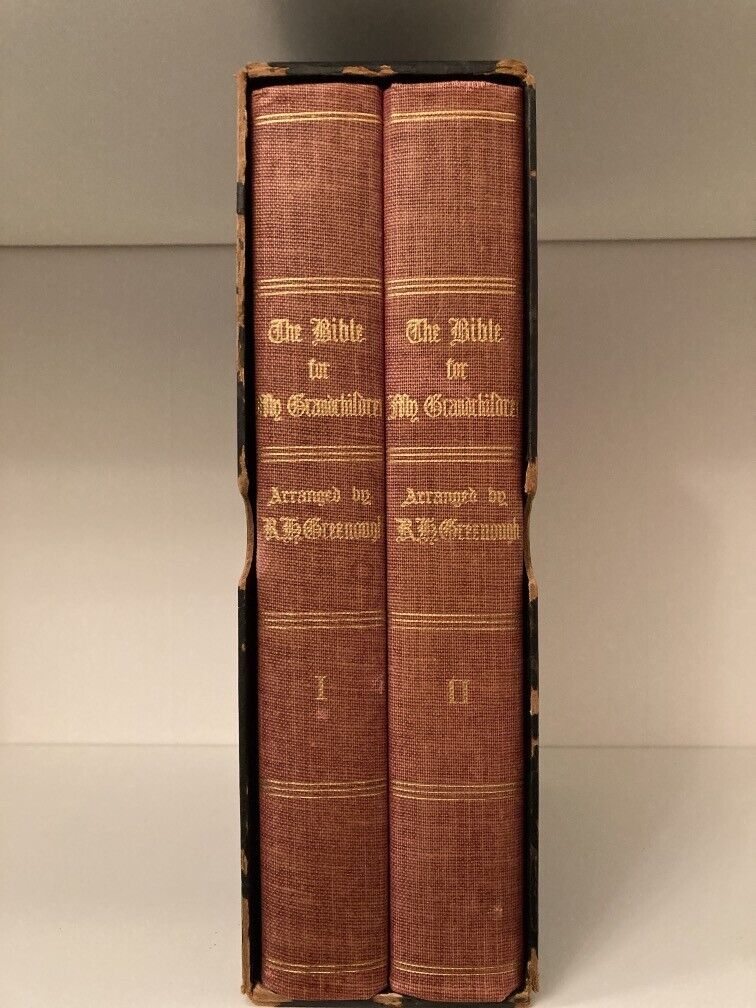 The Bible
for
My Grandchildren
Arranged by
R H Greenough
I
The Bible
for
My Grandchildren
Arranged by
R H Greenough
II